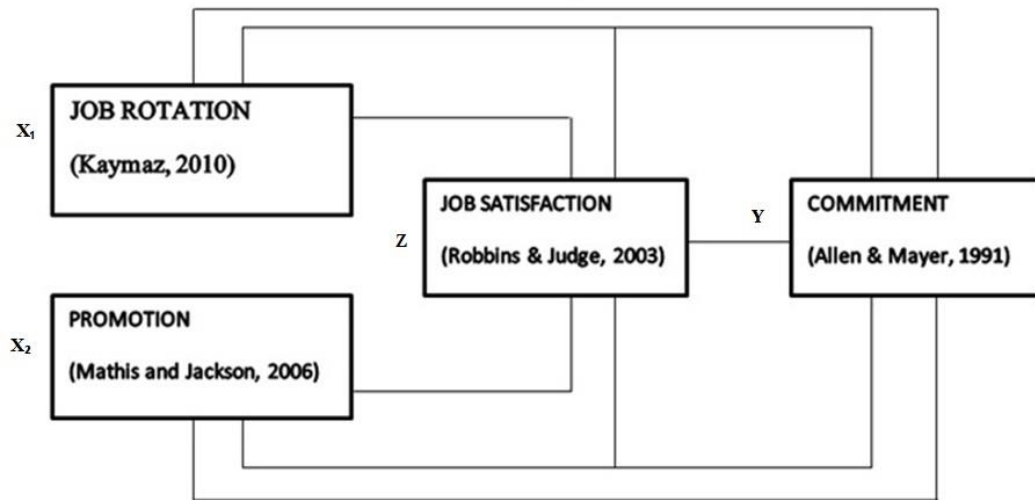 X₁
JOB ROTATION
(Kaymaz, 2010)
Z
JOB SATISFACTION
(Robbins & Judge, 2003)
Y
COMMITMENT
(Allen & Mayer, 1991)
X₂
PROMOTION
(Mathis and Jackson, 2006)